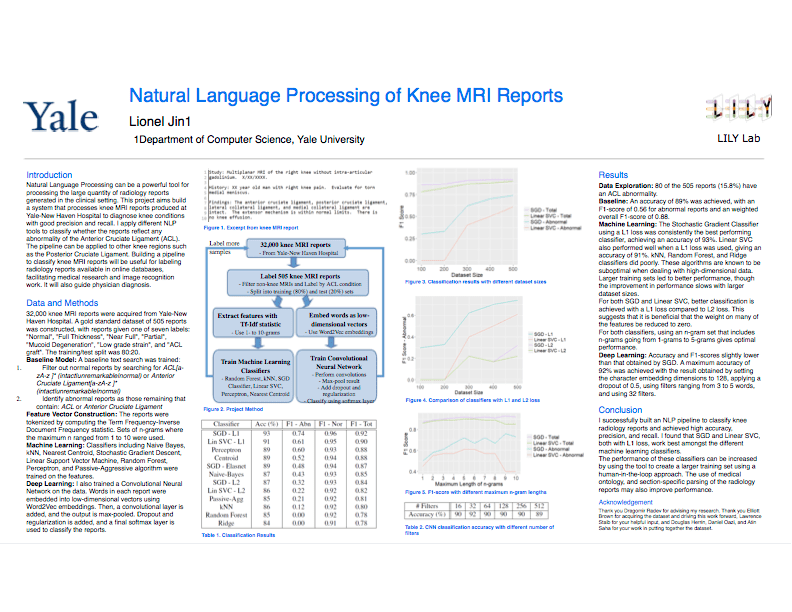 Yale
Natural Language Processing of Knee MRI Reports
Lionel Jin1
1Department of Computer Science, Yale University
LILY
LILY Lab
Introduction
Natural Language Processing can be a powerful tool for
processing the large quantity of radiology reports
generated in the clinical setting. This project aims build
a system that processes knee MRI reports produced at
Yale-New Haven Hospital to diagnose knee conditions
with good precision and recall. I apply different NLP
tools to classify whether the reports reflect any
abnormality of the Anterior Cruciate Ligament (ACL).
The pipeline can be applied to other knee regions such
as the Posterior Cruciate Ligament. Building a pipeline
to classify knee MRI reports will be useful for labeling
radiology reports available in online databases,
facilitating medical research and image recognition
work. It will also guide physician diagnosis.
Data and Methods
32,000 knee MRI reports were acquired from Yale-New
Haven Hospital. A gold standard dataset of 505 reports
was constructed, with reports given one of seven labels:
"Normal", "Full Thickness", "Near Full", "Partial",
"Mucoid Degeneration", "Low grade strain", and "ACL
graft". The training/test split was 80:20.
Baseline Model: A baseline text search was trained:
1. Filter out normal reports by searching for ACL[a-
zA-z ]* (intact|unremarkable|normal) or Anterior
Cruciate Ligament[a-zA-z ]*
(intact|unremarkable|normal)
2. Identify abnormal reports as those remaining that
contain: ACL or Anterior Cruciate Ligament
Feature Vector Construction: The reports were
tokenized by computing the Term Frequency-Inverse
Document Frequency statistic. Sets of n-grams where
the maximum n ranged from 1 to 10 were used.
Machine Learning: Classifiers including Naive Bayes,
kNN, Nearest Centroid, Stochastic Gradient Descent,
Linear Support Vector Machine, Random Forest,
Perceptron, and Passive-Aggressive algorithm were
trained on the features.
Deep Learning: I also trained a Convolutional Neural
Network on the data. Words in each report were
embedded into low-dimensional vectors using
Word2Vec embeddings. Then, a convolutional layer is
added, and the output is max-pooled. Dropout and
regularization is added, and a final softmax layer is
used to classify the reports.
Study: Multiplanar MRI of the right knee without intra-articular
gadolinium. X/XX/XXXX.
History: XX year old man with right knee pain. Evaluate for torn
medial meniscus.
Findings: The anterior cruciate ligament, posterior cruciate ligament,
lateral collateral ligament, and medial collateral ligament are
intact. The extensor mechanism is within normal limits. There is
no knee effusion.
Figure 1. Excerpt from knee MRI report
Label more
samples
32,000 knee MRI reports
- From Yale-New Haven Hospital
Label 505 knee MRI reports
- Filter non-knee MRIs and Label by ACL condition
- Split into training (80%) and test (20%) sets
Extract features with
Tf-Idf statistic
- Use 1- to 10-grams
Embed words as low-
dimensional vectors
- Use Word2Vec embeddings
Train Machine Learning
Classifiers
- Random Forest, kNN, SGD
Classifier, Linear SVC,
Perceptron, Nearest Centroid
Train Convolutional
Neural Network
- Perform convolutions
- Max-pool result
- Add dropout and
regularization
- Classify using softmax layer
Figure 2. Project Method
Classifier Acc (%) F1 - Abn F1 - Nor F1 - Tot
SGD - L1 93 0.74 0.96 0.92
Lin SVC - L1 91 0.61 0.95 0.90
Perceptron 89 0.60 0.93 0.88
Centroid 89 0.52 0.94 0.88
SGD - Elasnet 89 0.48 0.94 0.87
Naive-Bayes 87 0.43 0.93 0.85
SGD - L2 87 0.32 0.93 0.84
Lin SVC - L2 86 0.22 0.92 0.82
Passive-Agg 85 0.21 0.92 0.81
kNN 86 0.12 0.92 0.80
Random Forest 85 0.00 0.92 0.78
Ridge 84 0.00 0.91 0.78
Table 1. Classification Results
F1 Score
1.00
0.75
0.50
0.25
0.00
100 200 300 400 500
Dataset Size
SGD - Total
Linear SVC - Total
SGD - Abnormal
Linear SVC - Abnormal
Figure 3. Classification results with different dataset sizes
F1 Score - Abnormal
0.6
0.4
0.2
0.0
100 200 300 400 500
Dataset Size
SGD - L1
Linear SVC - L1
SGD - L2
Linear SVC - L2
Figure 4. Comparison of classifiers with L1 and L2 loss
F1 Score
0.8
0.6
0.4
1 2 3 4 5 6 7 8 9 10
Maximum Length of n-grams
SGD - Total
Linear SVC - Total
SGD - Abnormal
Linear SVC - Abnormal
Figure 5. F1-score with different maximum n-gram lengths
# Filters 16 32 64 128 256 512
Accuracy (%) 90 92 90 90 90 89
Table 2. CNN classification accuracy with different number of
filters
Results
Data Exploration: 80 of the 505 reports (15.8%) have
an ACL abnormality.
Baseline: An accuracy of 89% was achieved, with an
F1-score of 0.56 for abnormal reports and an weighted
overall F1-score of 0.88.
Machine Learning: The Stochastic Gradient Classifier
using a L1 loss was consistently the best performing
classifier, achieving an accuracy of 93%. Linear SVC
also performed well when a L1 loss was used, giving an
accuracy of 91%. kNN, Random Forest, and Ridge
classifiers did poorly. These algorithms are known to be
suboptimal when dealing with high-dimensional data.
Larger training sets led to better performance, though
the improvement in performance slows with larger
dataset sizes.
For both SGD and Linear SVC, better classification is
achieved with a L1 loss compared to L2 loss. This
suggests that it is beneficial that the weight on many of
the features be reduced to zero.
For both classifiers, using an n-gram set that includes
n-grams going from 1-grams to 5-grams gives optimal
performance.
Deep Learning: Accuracy and F1-scores slightly lower
than that obtained by SGD. A maximum accuracy of
92% was achieved with the result obtained by setting
the character embedding dimensions to 128, applying a
dropout of 0.5, using filters ranging from 3 to 5 words,
and using 32 filters.
Conclusion
I successfully built an NLP pipeline to classify knee
MRI reports and achieved high accuracy,
precision, and recall. I found that SGD and Linear SVC,
both with L1 loss, work best amongst the different
machine learning classifiers.
The performance of these classifiers can be increased
by using the tool to create a larger training set using a
human-in-the-loop approach. The use of medical
ontology, and section-specific parsing of the radiology
reports may also improve performance.
Acknowledgement
Thank you Dragomir Radev for advising my research. Thank you Elliott
Brown for acquiring the dataset and driving this work forward, Lawrence
Staib for your helpful input, and Douglas Herrin, Daniel Oazi, and Atin
Saha for your work in putting together the dataset.